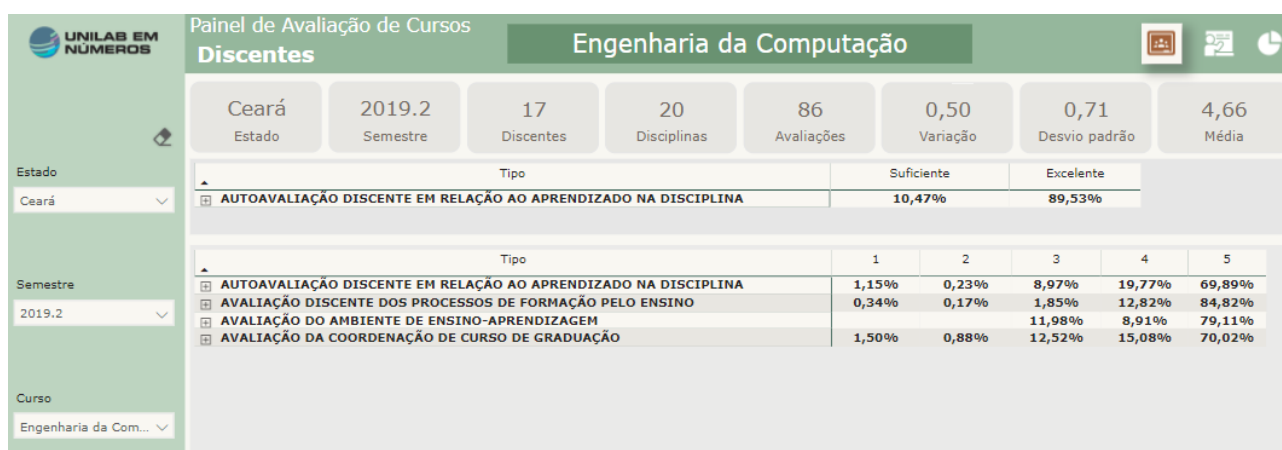 UNILAB EM
NÚMEROS
Painel de Avaliação de Cursos
Discentes
Engenharia da Computação
Ceará
Estado
2019.2
Semestre
17
Discentes
20
Disciplinas
86
Avaliações
0,50
Variação
0,71
Desvio padrão
4,66
Média
Estado
Ceará
Semestre
2019.2
Curso
Engenharia da Com...
Tipo Suficiente Excelente
AUTOAVALIAÇÃO DISCENTE EM RELAÇÃO AO APRENDIZADO NA DISCIPLINA 10,47% 89,53%
Tipo 1 2 3 4 5
AUTOAVALIAÇÃO DISCENTE EM RELAÇÃO AO APRENDIZADO NA DISCIPLINA 1,15% 0,23% 8,97% 19,77% 69,89%
AVALIAÇÃO DISCENTE DOS PROCESSOS DE FORMAÇÃO PELO ENSINO 0,34% 0,17% 1,85% 12,82% 84,82%
AVALIAÇÃO DO AMBIENTE DE ENSINO-APRENDIZAGEM 11,98% 8,91% 79,11%
AVALIAÇÃO DA COORDENAÇÃO DE CURSO DE GRADUAÇÃO 1,50% 0,88% 12,52% 15,08% 70,02%